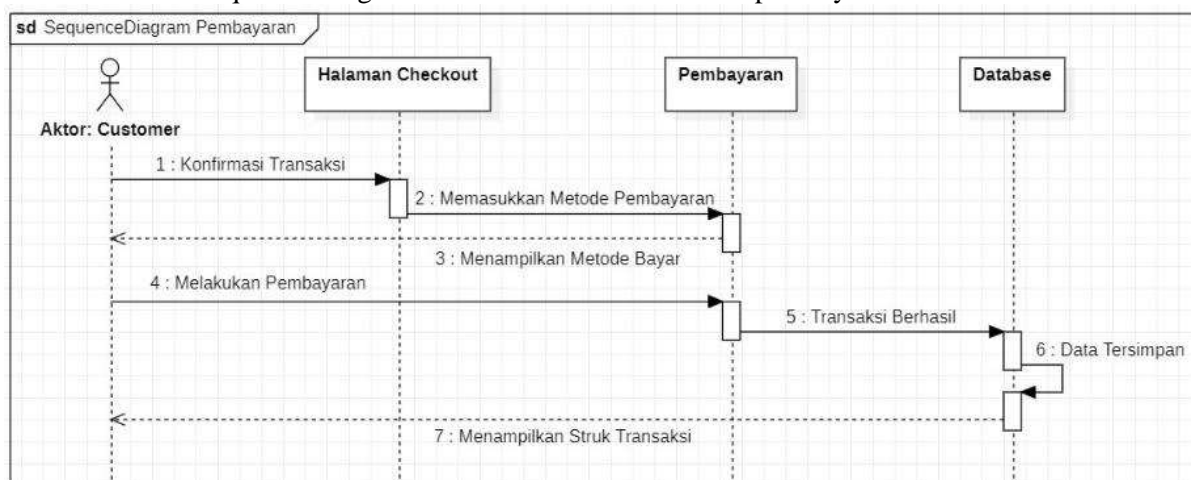 sd SequenceDiagram Pembayaran
Aktor: Customer
Halaman Checkout
Pembayaran
Database
1 : Konfirmasi Transaksi
2 : Memasukkan Metode Pembayaran
3 : Menampilkan Metode Bayar
4 : Melakukan Pembayaran
5 : Transaksi Berhasil
6 : Data Tersimpan
7 : Menampilkan Struk Transaksi